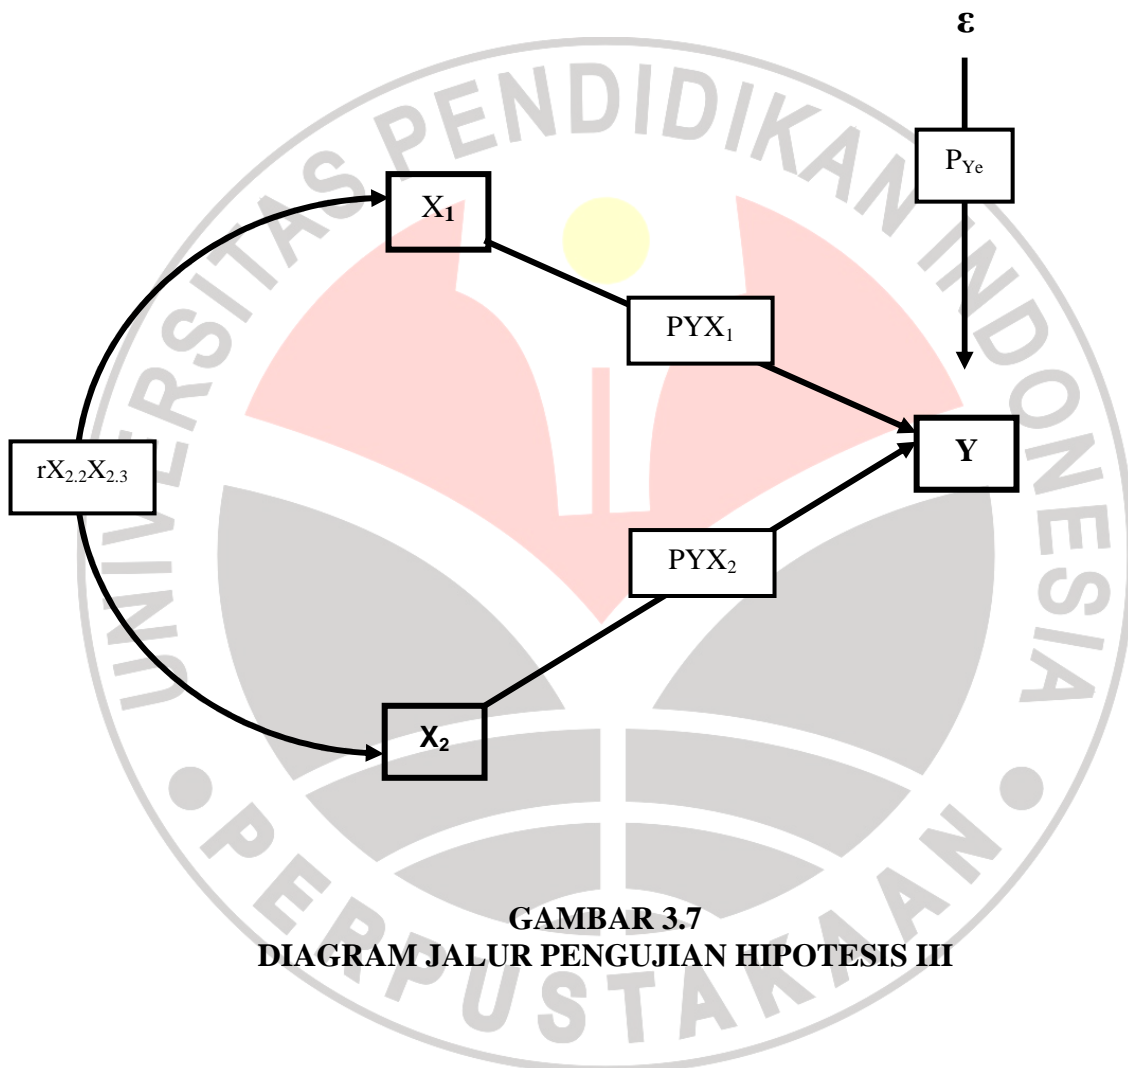 ε
P_Ye
X₁
PYX₁
Y
rX₂.₂X₂.₃
PYX₂
X₂
GAMBAR 3.7
DIAGRAM JALUR PENGUJIAN HIPOTESIS III
UNIVERSITAS PENDIDIKAN INDONESIA
PERPUSTAKAAN